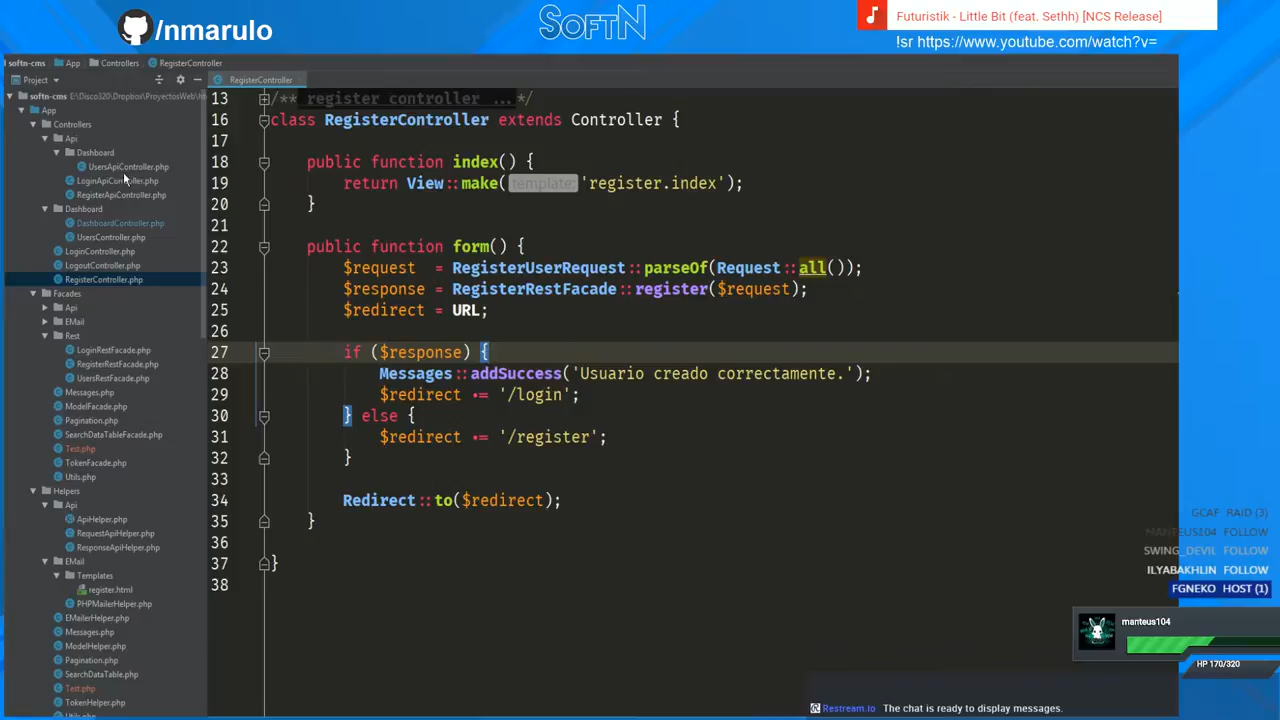 /nmarulo
SOFTN
Futuristik - Little Bit (feat. Sethh) [NCS Release]
!sr https://www.youtube.com/watch?v=
softn-cms App Controllers RegisterController
Project
RegisterController
softn-cms E:\Disco320\Dropbox\ProyectosWeb\
App
Controllers
Api
Dashboard
UsersApiController.php
LoginApiController.php
RegisterApiController.php
Dashboard
DashboardController.php
UsersController.php
LoginController.php
LogoutController.php
RegisterController.php
Facades
Api
EMail
Rest
LoginRestFacade.php
RegisterRestFacade.php
UsersRestFacade.php
Messages.php
ModelFacade.php
Pagination.php
SearchDataTableFacade.php
Test.php
TokenFacade.php
Utils.php
Helpers
Api
ApiHelper.php
RequestApiHelper.php
ResponseApiHelper.php
EMail
Templates
register.html
PHPMailerHelper.php
EMailerHelper.php
Messages.php
ModelHelper.php
Pagination.php
SearchDataTable.php
Test.php
TokenHelper.php
Utils.php
13 /** register controller ... */
16 class RegisterController extends Controller {
17
18 public function index() {
19 return View::make( template: 'register.index');
20 }
21
22 public function form() {
23 $request = RegisterUserRequest::parseOf(Request::all());
24 $response = RegisterRestFacade::register($request);
25 $redirect = URL;
26
27 if ($response) {
28 Messages::addSuccess('Usuario creado correctamente.');
29 $redirect .= '/login';
30 } else {
31 $redirect .= '/register';
32 }
33
34 Redirect::to($redirect);
35 }
36
37 }
38
GCAF RAID (3)
MANTEUS104 FOLLOW
SWING_DEVIL FOLLOW
ILYABAKHLIN FOLLOW
FGNEKO HOST (1)
manteus104
HP 170/320
Restream.io The chat is ready to display messages.